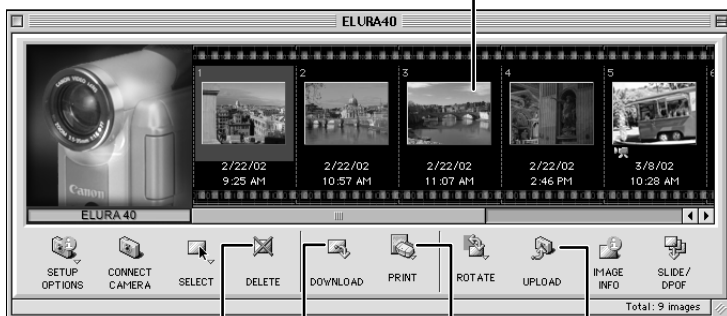 ELURA40
1
2
3
4
5
6
2/22/02
9:25 AM
2/22/02
10:57 AM
2/22/02
11:07 AM
2/22/02
2:46 PM
3/8/02
10:28 AM
Canon
ELURA 40
SETUP
OPTIONS
CONNECT
CAMERA
SELECT
DELETE
DOWNLOAD
PRINT
ROTATE
UPLOAD
IMAGE
INFO
SLIDE/
DPOF
Total: 9 images